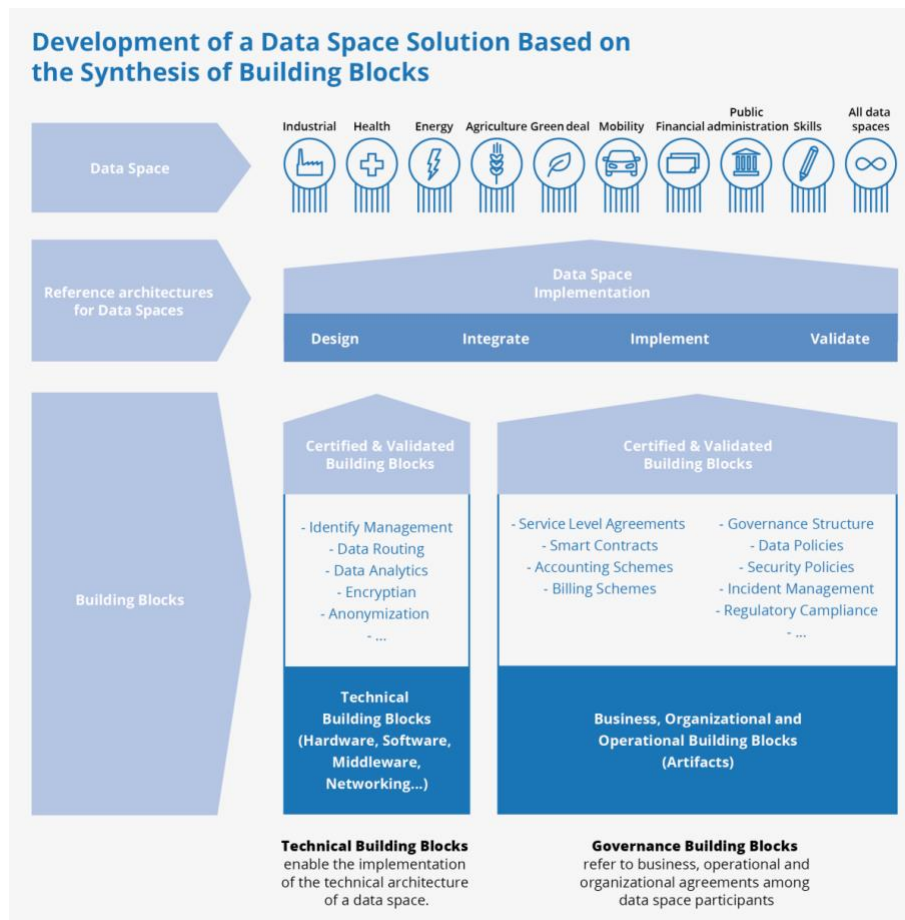 Development of a Data Space Solution Based on
the Synthesis of Building Blocks
Data Space
Industrial
Health
Energy
Agriculture
Green deal
Mobility
Financial
Public
administration
Skills
All data
spaces
Reference architectures
for Data Spaces
Data Space
Implementation
Design
Integrate
Implement
Validate
Building Blocks
Certified & Validated
Building Blocks
- Identify Management
- Data Routing
- Data Analytics
- Encryptian
- Anonymization
- ...
Technical
Building Blocks
(Hardware, Software,
Middleware,
Networking...)
Certified & Validated
Building Blocks
- Service Level Agreements
- Smart Contracts
- Accounting Schemes
- Billing Schemes
- Governance Structure
- Data Policies
- Security Policies
- Incident Management
- Regulatory Campliance
- ...
Business, Organizational and
Operational Building Blocks
(Artifacts)
Technical Building Blocks
enable the implementation
of the technical architecture
of a data space.
Governance Building Blocks
refer to business, operational and
organizational agreements among
data space participants